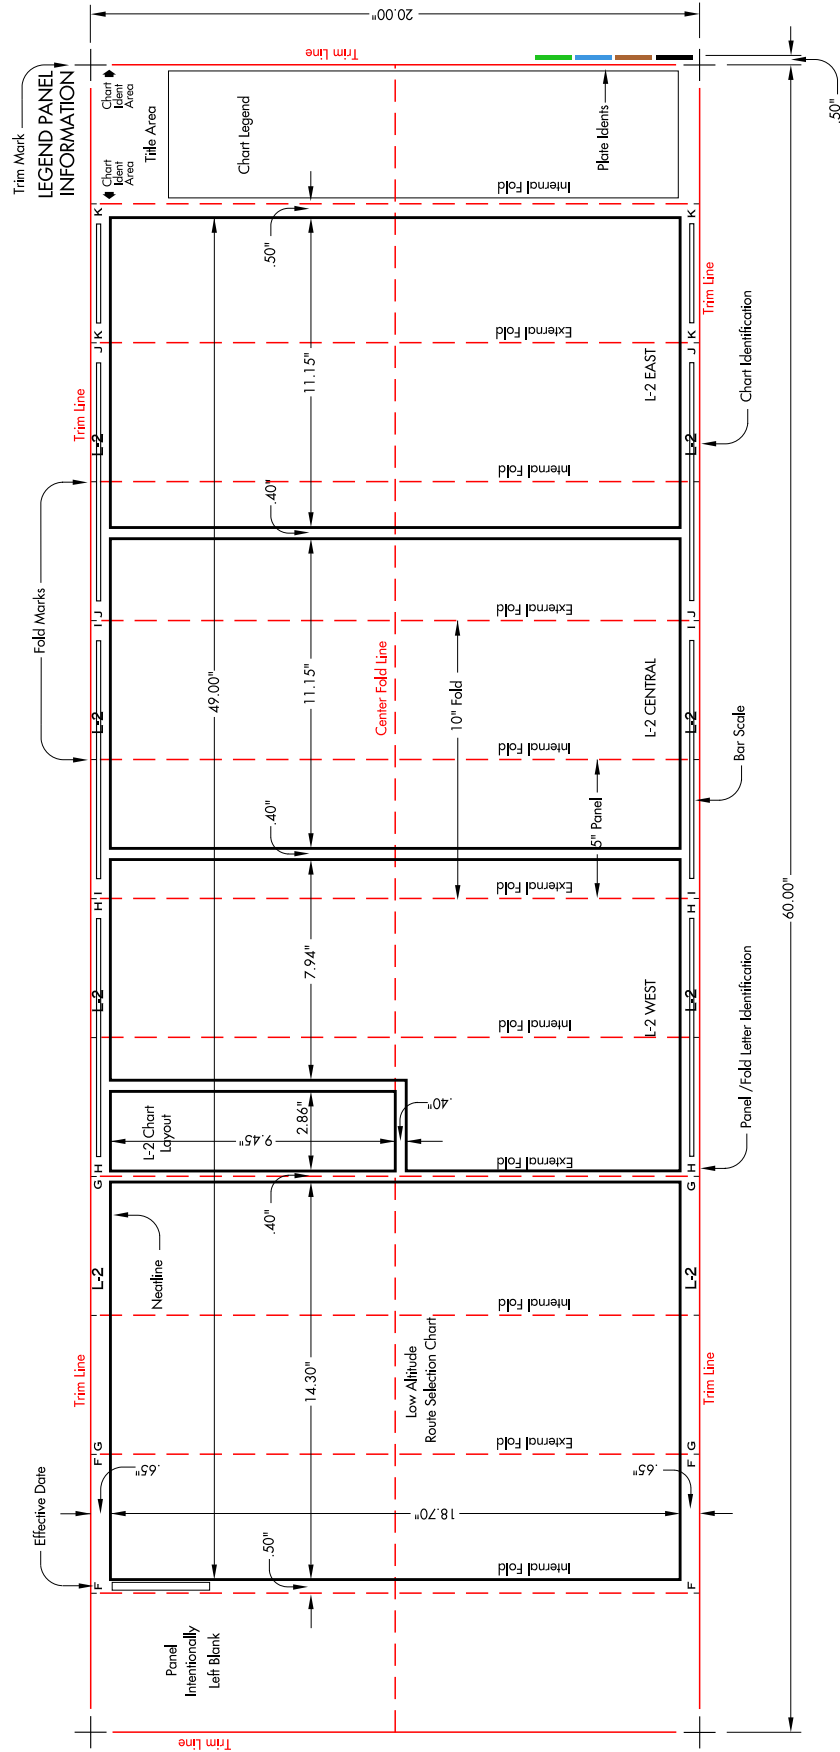 Trim Mark
LEGEND PANEL
INFORMATION
Chart
Ident
Area
Chart
Ident
Area
Title Area
Chart Legend
Plate Idents
Trim Line
20.00"
.50"
Internal Fold
K
K
.50"
49.00"
11.15"
External Fold
J K
J K
Trim Line
Trim Line
L-2 EAST
L-2
L-2
Chart Identification
Internal Fold
.40"
Fold Marks
External Fold
I J
I J
11.15"
Center Fold Line
10" Fold
L-2 CENTRAL
L-2
L-2
Internal Fold
Bar Scale
5" Panel
.40"
60.00"
External Fold
H I
H I
7.94"
L-2 WEST
L-2
L-2
Internal Fold
Panel /Fold Letter Identification
L-2 Chart
Layout
9.45"
2.86"
.40"
External Fold
G H
G H
.40"
Neatline
L-2
L-2
Internal Fold
Trim Line
Trim Line
14.30"
Low Altitude
Route Selection Chart
External Fold
F G
F G
.65"
.65"
18.70"
Effective Date
.50"
Internal Fold
F
F
Panel
Intentionally
Left Blank
Trim Line